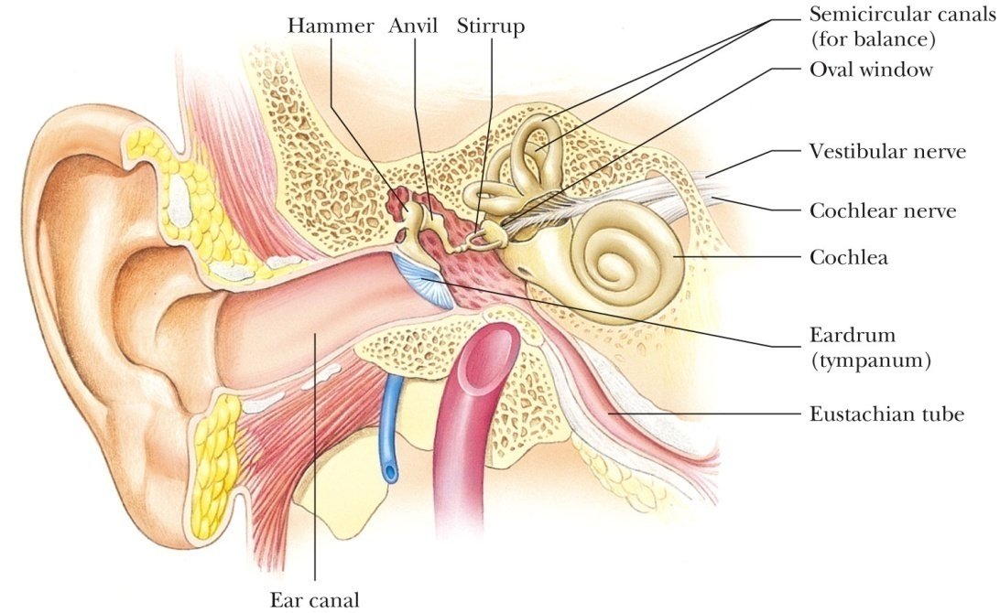 Hammer Anvil Stirrup
Semicircular canals
(for balance)
Oval window
Vestibular nerve
Cochlear nerve
Cochlea
Eardrum
(tympanum)
Eustachian tube
Ear canal